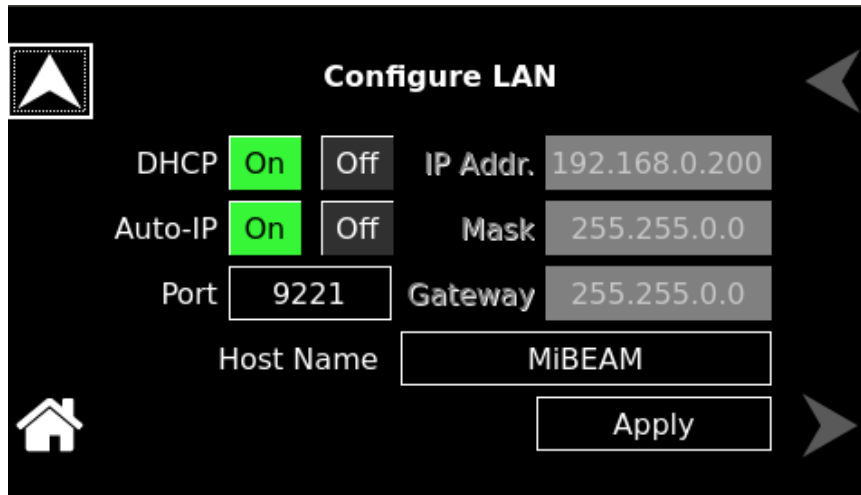 Configure LAN
DHCP On Off IP Addr. 192.168.0.200
Auto-IP On Off Mask 255.255.0.0
Port 9221 Gateway 255.255.0.0
Host Name MiBEAM
Apply